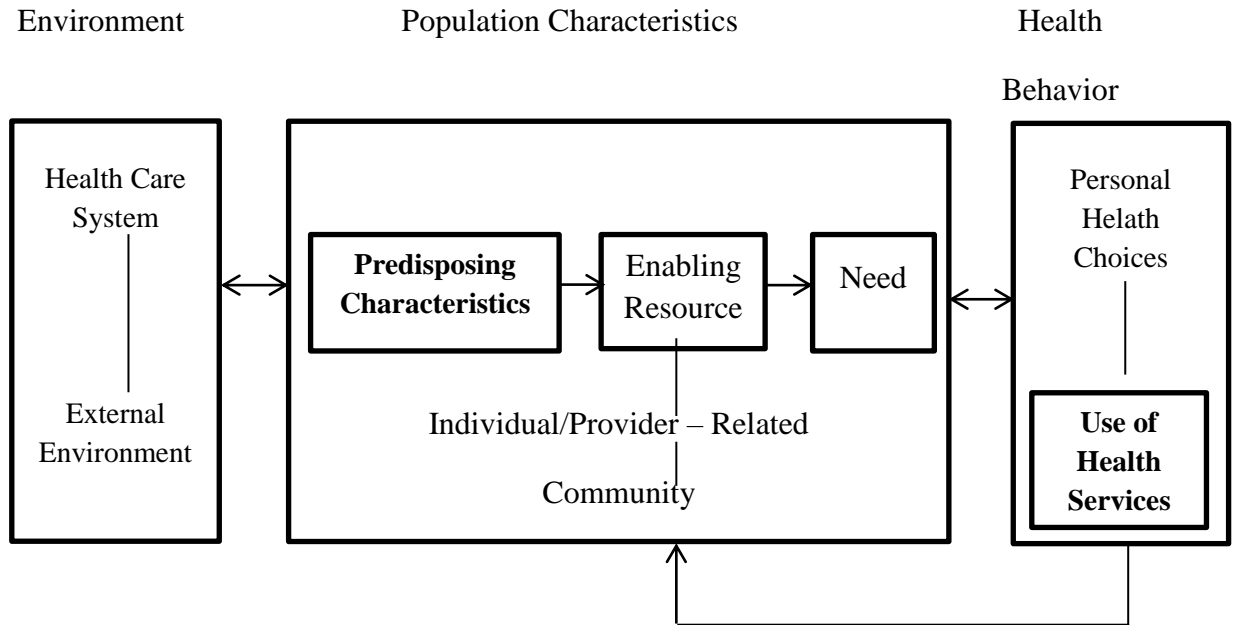 Environment
Population Characteristics
Health
Behavior
Health Care
System
External
Environment
Predisposing
Characteristics
Enabling
Resource
Need
Individual/Provider – Related
Community
Personal
Helath
Choices
Use of
Health
Services